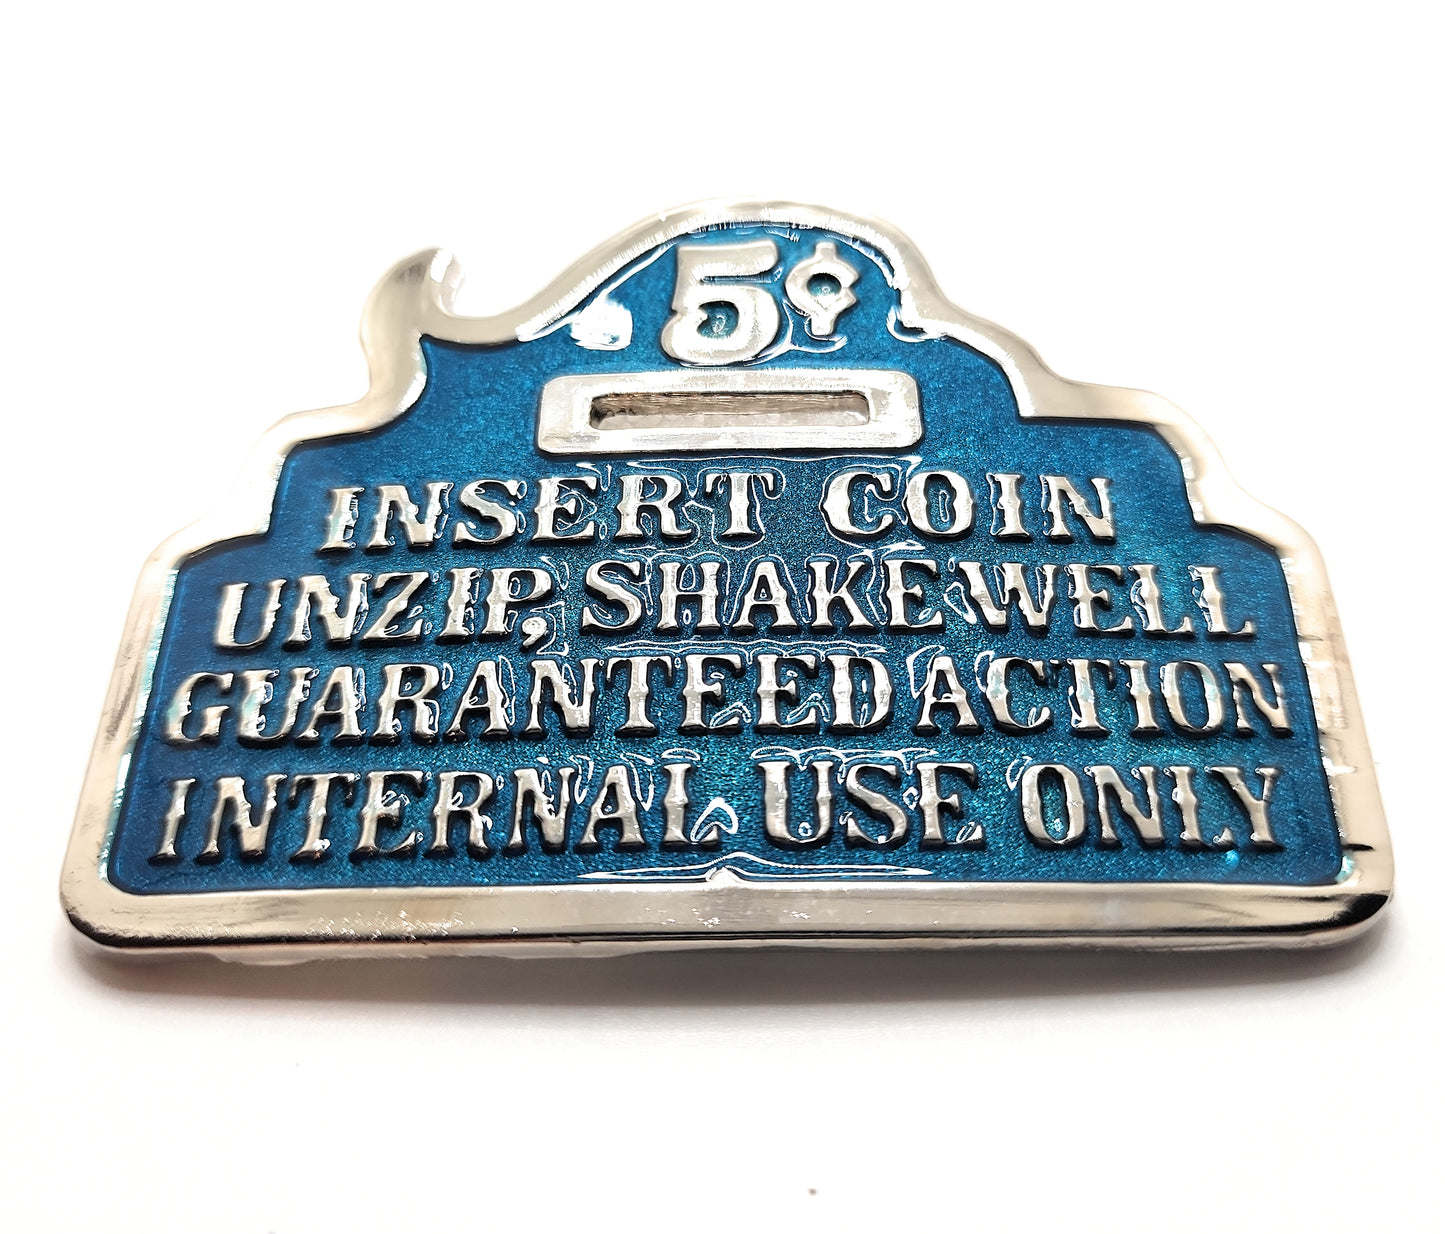 5¢
INSERT COIN
UNZIP, SHAKE WELL
GUARANTEED ACTION
INTERNAL USE ONLY